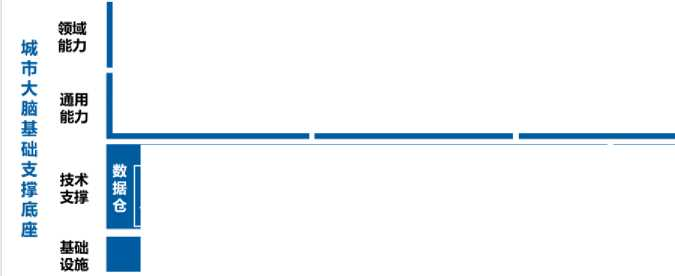 城市大脑基础支撑底座
领域
能力
通用
能力
技术
支撑
数据仓
基础
设施